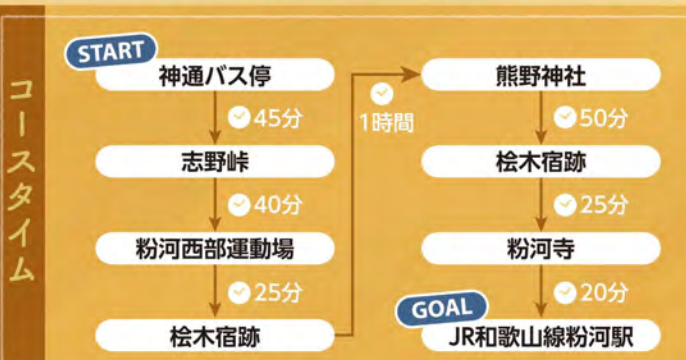 コースタイム
START
神通バス停
45分
志野峠
40分
粉河西部運動場
25分
桧木宿跡
1時間
熊野神社
50分
桧木宿跡
25分
粉河寺
20分
GOAL
JR和歌山線粉河駅